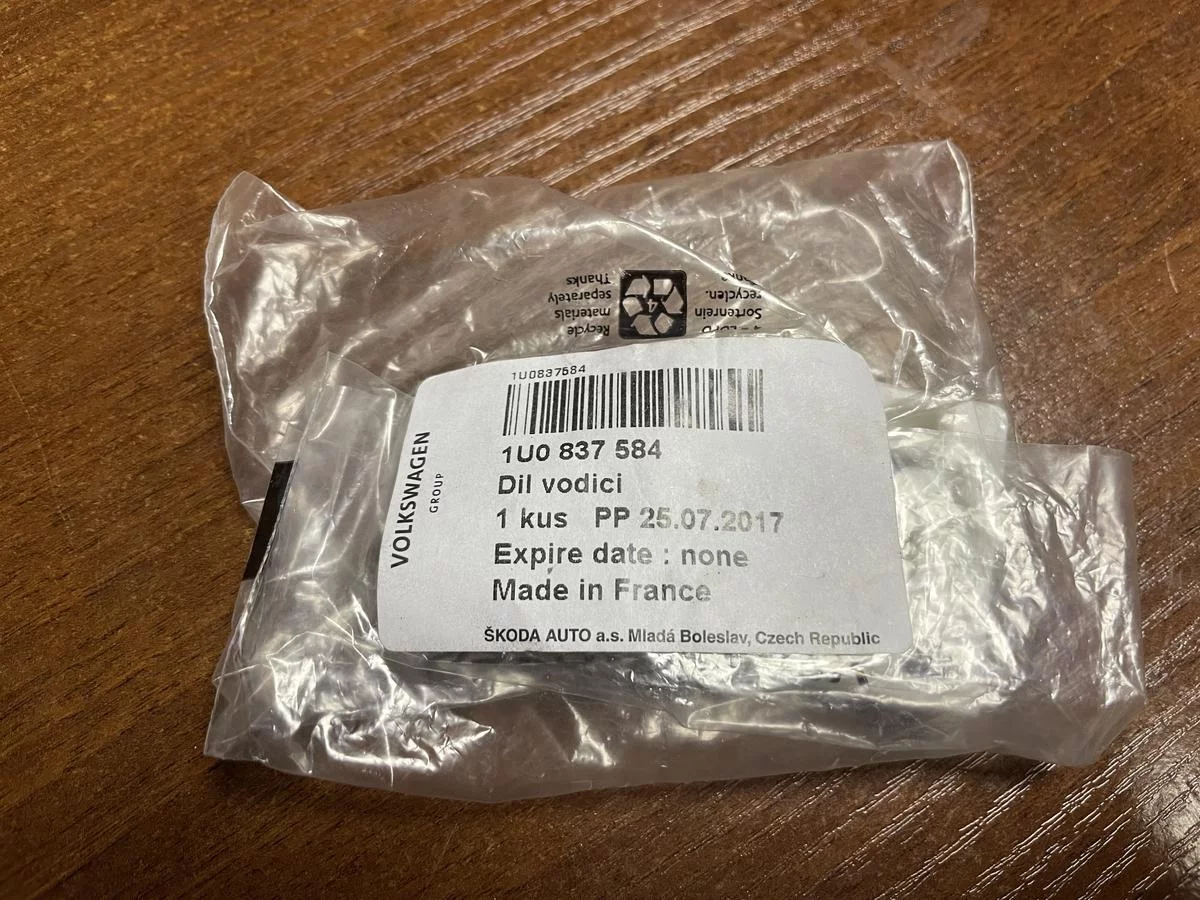 Recycle
materials
separately
Thanks
4
Sortenrein
recyclen.
1U0837584
1U0 837 584
Dil vodici
1 kus PP 25.07.2017
Expire date : none
Made in France
ŠKODA AUTO a.s. Mladá Boleslav, Czech Republic
VOLKSWAGEN
GROUP